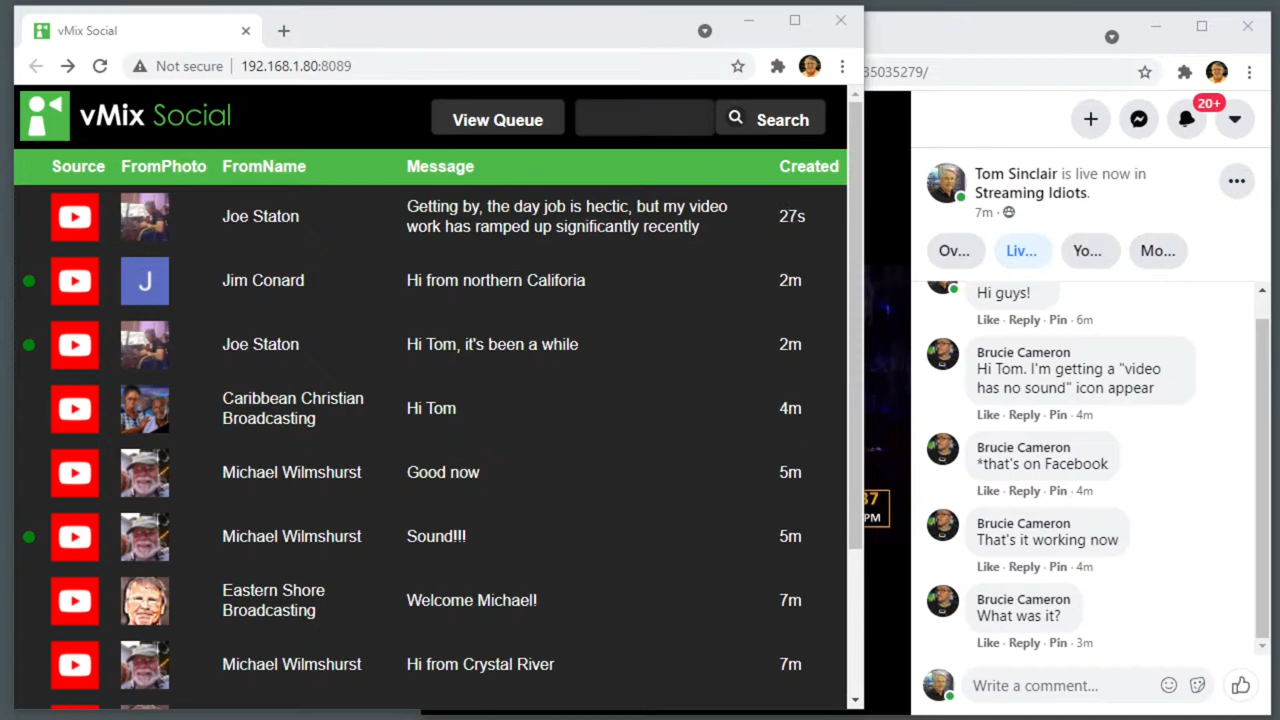 vMix Social
Not secure
192.168.1.80:8089
vMix Social
View Queue
Search
Source FromPhoto FromName Message Created
Joe Staton
Getting by, the day job is hectic, but my video
work has ramped up significantly recently
27s
J
Jim Conard
Hi from northern Califoria
2m
Joe Staton
Hi Tom, it's been a while
2m
Caribbean Christian
Broadcasting
Hi Tom
4m
Michael Wilmshurst
Good now
5m
Michael Wilmshurst
Sound!!!
5m
Eastern Shore
Broadcasting
Welcome Michael!
7m
Michael Wilmshurst
Hi from Crystal River
7m
35035279/
20+
Tom Sinclair is live now in
Streaming Idiots.
7m
Ov... Liv... Yo... Mo...
Hi guys!
Like · Reply · Pin · 6m
Brucie Cameron
Hi Tom. I'm getting a "video
has no sound" icon appear
Like · Reply · Pin · 4m
Brucie Cameron
*that's on Facebook
Like · Reply · Pin · 4m
Brucie Cameron
That's it working now
Like · Reply · Pin · 4m
Brucie Cameron
What was it?
Like · Reply · Pin · 3m
Write a comment...
37
PM